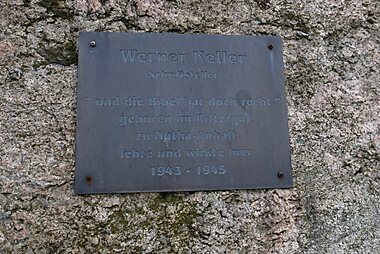 Werner Keller
Schriftsteller
" und die Bibel hat doch recht "
geboren im Rittergut
zu Nutha-Anhalt
lebte und wirkte hier
1943 - 1945